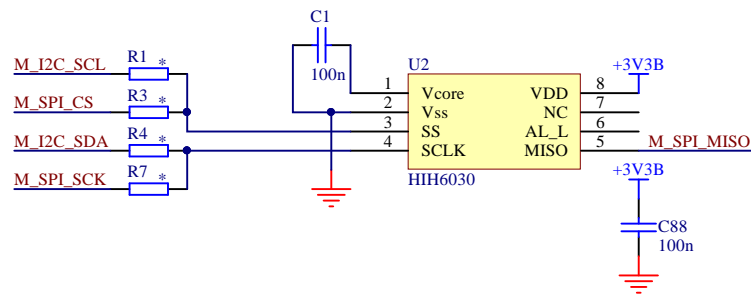 C1
100n
M_I2C_SCL R1 *
M_SPI_CS R3 *
M_I2C_SDA R4 *
M_SPI_SCK R7 *
U2
1 Vcore VDD 8
2 Vss NC 7
3 SS AL_L 6
4 SCLK MISO 5
HIH6030
+3V3B
M_SPI_MISO
+3V3B
C88
100n